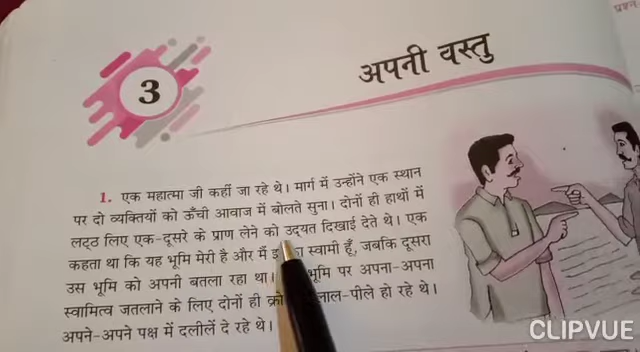 प्रश्न
3
अपनी वस्तु
1. एक महात्मा जी कहीं जा रहे थे। मार्ग में उन्होंने एक स्थान
पर दो व्यक्तियों को ऊँची आवाज में बोलते सुना। दोनों ही हाथों में
लट्ठ लिए एक-दूसरे के प्राण लेने को उद्यत दिखाई देते थे। एक
कहता था कि यह भूमि मेरी है और मैं स्वामी हूँ, जबकि दूसरा
उस भूमि को अपनी बतला रहा था। भूमि पर अपना-अपना
स्वामित्व जतलाने के लिए दोनों ही लाल-पीले हो रहे थे।
अपने-अपने पक्ष में दलीलें दे रहे थे।
CLIPVUE